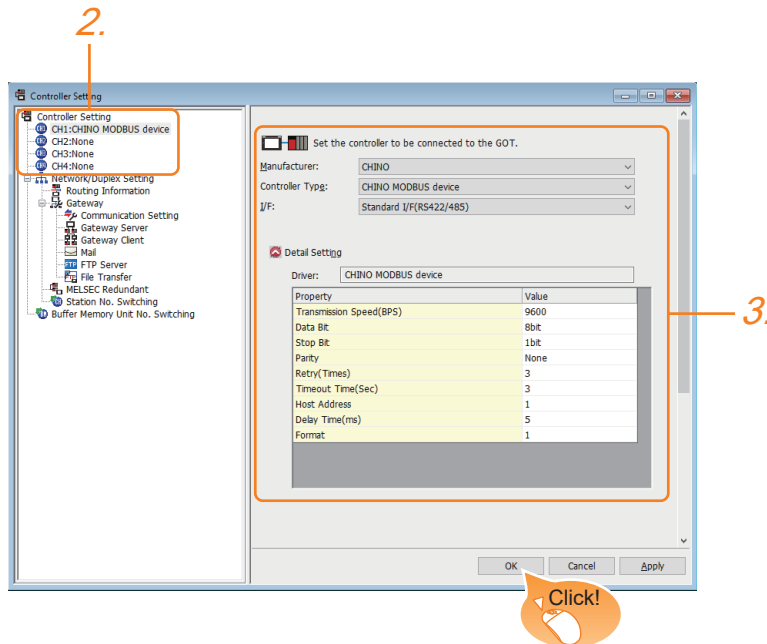 2.
Controller Setting
Controller Setting
CH1:CHINO MODBUS device
CH2:None
CH3:None
CH4:None
Network/Duplex Setting
Routing Information
Gateway
Communication Setting
Gateway Server
Gateway Client
Mail
FTP FTP Server
File Transfer
MELSEC Redundant
Station No. Switching
Buffer Memory Unit No. Switching
Set the controller to be connected to the GOT.
Manufacturer: CHINO
Controller Type: CHINO MODBUS device
I/F: Standard I/F(RS422/485)
Detail Setting
Driver: CHINO MODBUS device
Property Value
Transmission Speed(BPS) 9600
Data Bit 8bit
Stop Bit 1bit
Parity None
Retry(Times) 3
Timeout Time(Sec) 3
Host Address 1
Delay Time(ms) 5
Format 1
3.
OK Cancel Apply
Click!